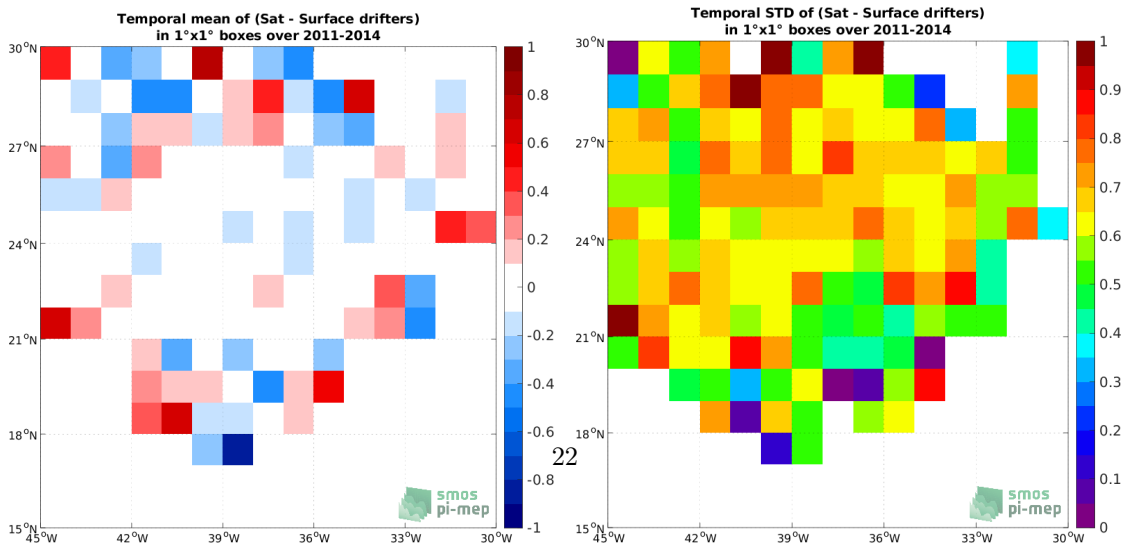 Temporal mean of (Sat - Surface drifters)
in 1°x1° boxes over 2011-2014
30°N
27°N
24°N
21°N
18°N
15°N
45°W
42°W
39°W
36°W
33°W
30°W
1
0.8
0.6
0.4
0.2
0
-0.2
-0.4
-0.6
-0.8
-1
smos
pi-mep
22
Temporal STD of (Sat - Surface drifters)
in 1°x1° boxes over 2011-2014
30°N
27°N
24°N
21°N
18°N
15°N
45°W
42°W
39°W
36°W
33°W
30°W
1
0.9
0.8
0.7
0.6
0.5
0.4
0.3
0.2
0.1
0
smos
pi-mep